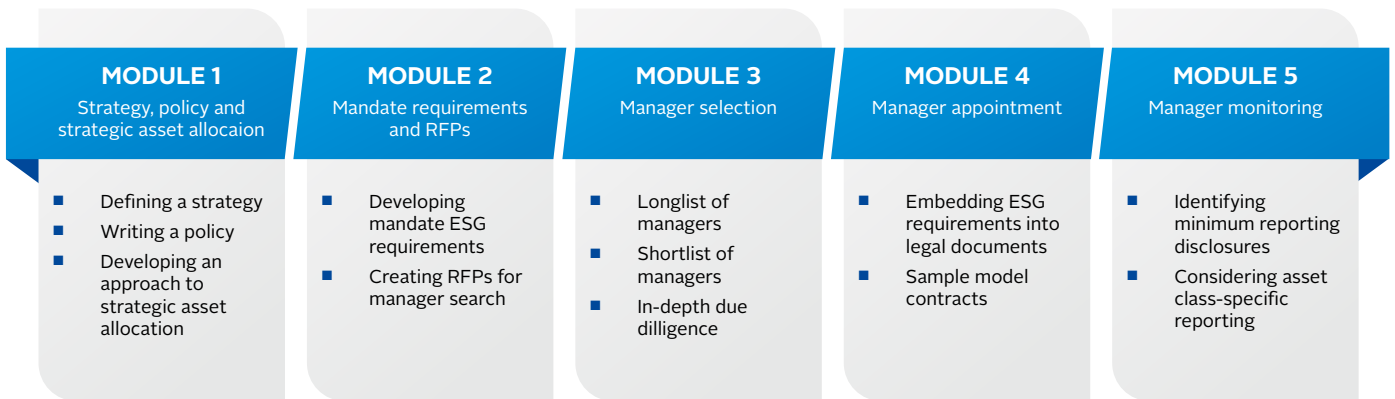 MODULE 1
Strategy, policy and
strategic asset allocaion
MODULE 2
Mandate requirements
and RFPs
MODULE 3
Manager selection
MODULE 4
Manager appointment
MODULE 5
Manager monitoring
Defining a strategy
Writing a policy
Developing an
approach to
strategic asset
allocation
Developing
mandate ESG
requirements
Creating RFPs for
manager search
Longlist of
managers
Shortlist of
managers
In-depth due
dilligence
Embedding ESG
requirements into
legal documents
Sample model
contracts
Identifying
minimum reporting
disclosures
Considering asset
class-specific
reporting